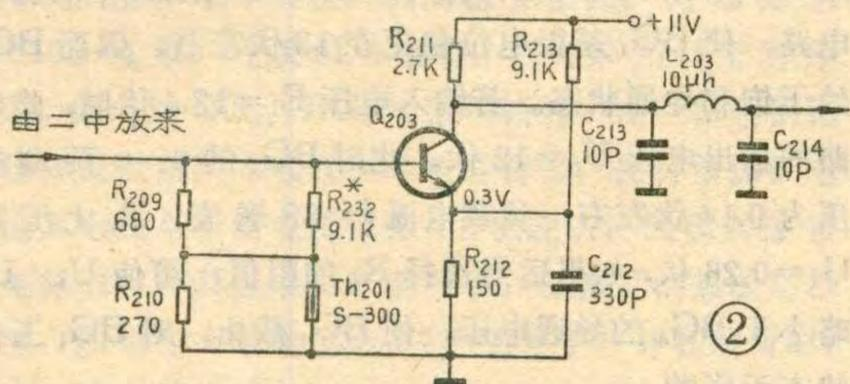 R211
2.7K
R213
9.1K
+11V
L203
10μh
Q203
由二中放来
C213
10P
C214
10P
R209
680
R232*
9.1K
0.3V
R210
270
Th201
S-300
R212
150
C212
330P
②